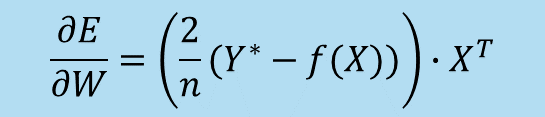 ∂E/∂W = (2/n (Y* − f(X))) · X^T